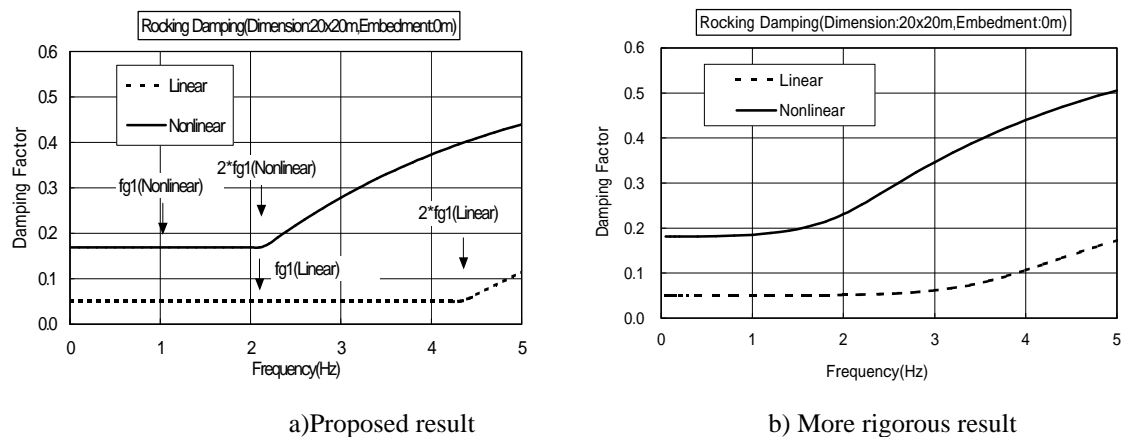 Rocking Damping(Dimension:20x20m,Embedment:0m)
0.6
0.5
0.4
0.3
0.2
0.1
0.0
Damping Factor
Linear
Nonlinear
fg1(Nonlinear)
2*fg1(Nonlinear)
2*fg1(Linear)
fg1(Linear)
0 1 2 3 4 5
Frequency(Hz)
a)Proposed result
Rocking Damping(Dimension:20x20m,Embedment:0m)
0.6
0.5
0.4
0.3
0.2
0.1
0.0
Damping Factor
Linear
Nonlinear
0 1 2 3 4 5
Frequency(Hz)
b) More rigorous result